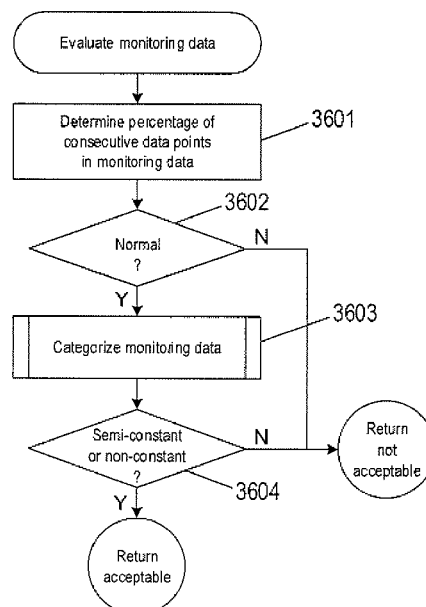 Evaluate monitoring data
Determine percentage of
consecutive data points
in monitoring data
3601
3602
Normal
?
N
Y
3603
Categorize monitoring data
Semi-constant
or non-constant
?
N
Y
3604
Return
not
acceptable
Return
acceptable